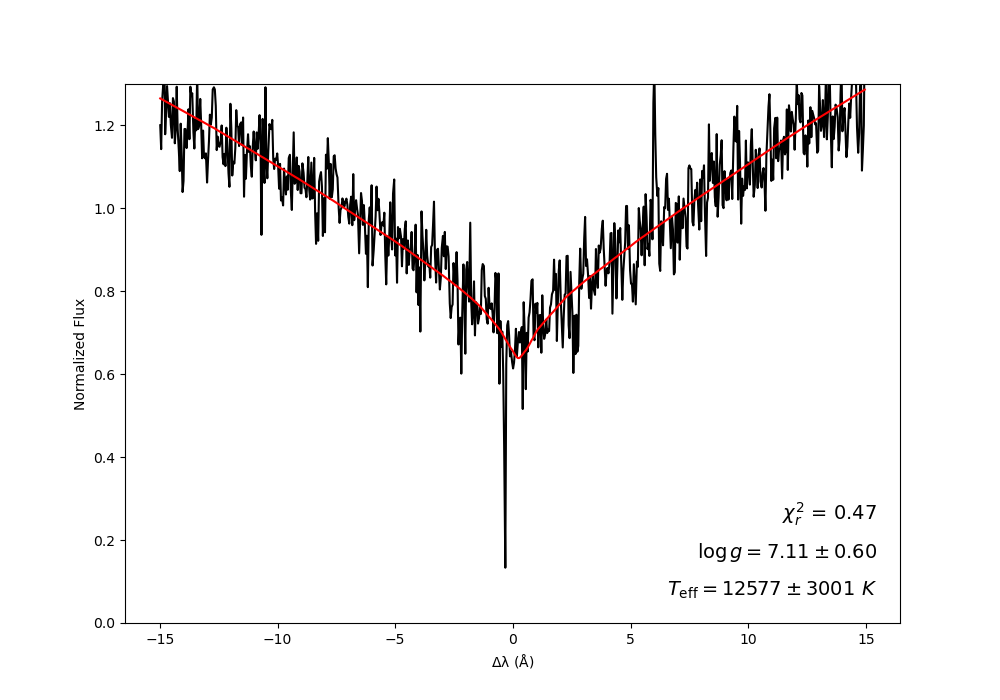 Normalized Flux
1.2
1.0
0.8
0.6
0.4
0.2
0.0
χ²ᵣ = 0.47
log g = 7.11 ± 0.60
T_eff = 12577 ± 3001 K
−15
−10
−5
0
5
10
15
Δλ (Å)